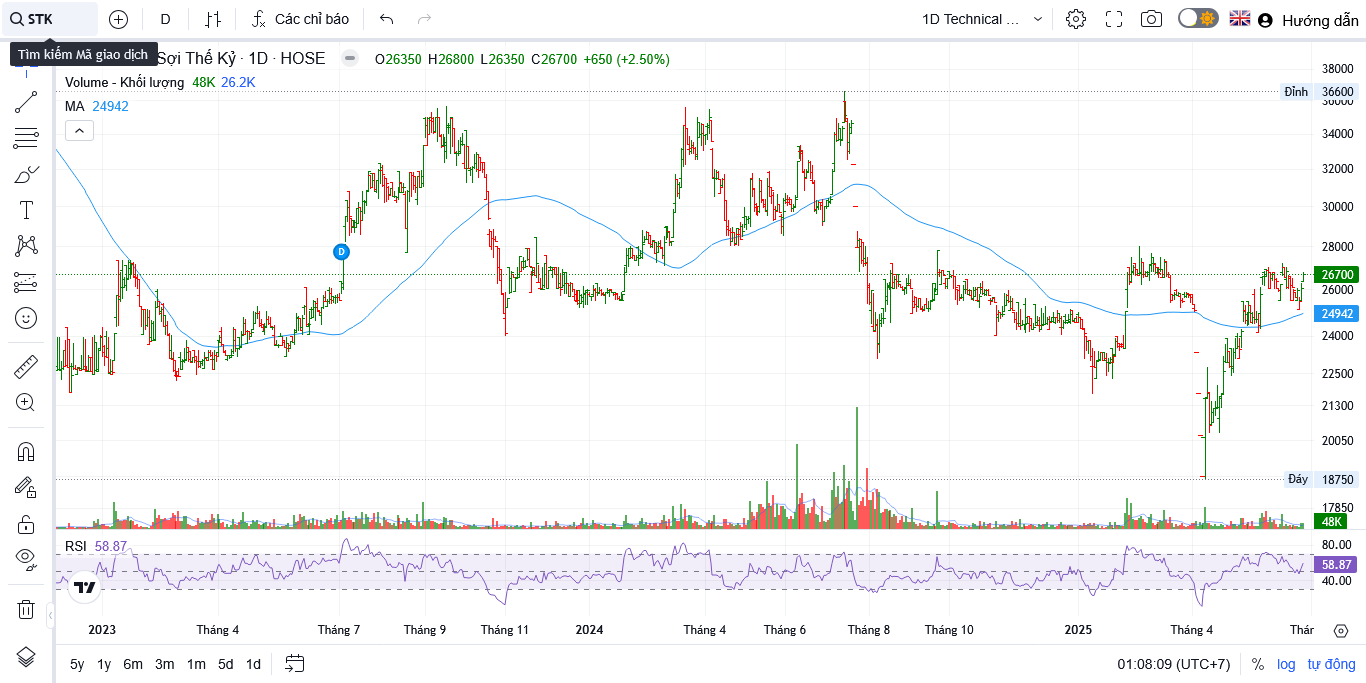 STK
D
Các chỉ báo
1D Technical ...
Hướng dẫn
Tìm kiếm Mã giao dịch
Sợi Thế Kỷ · 1D · HOSE
O26350 H26800 L26350 C26700 +650 (+2.50%)
Volume - Khối lượng 48K 26.2K
MA 24942
D
38000
Đỉnh 36600
36000
34000
32000
30000
28000
26700
26000
24942
24000
22500
21300
20050
Đáy 18750
17850
48K
RSI 58.87
80.00
58.87
40.00
2023 Tháng 4 Tháng 7 Tháng 9 Tháng 11 2024 Tháng 4 Tháng 6 Tháng 8 Tháng 10 2025 Tháng 4 Thár
5y 1y 6m 3m 1m 5d 1d
01:08:09 (UTC+7) % log tự động